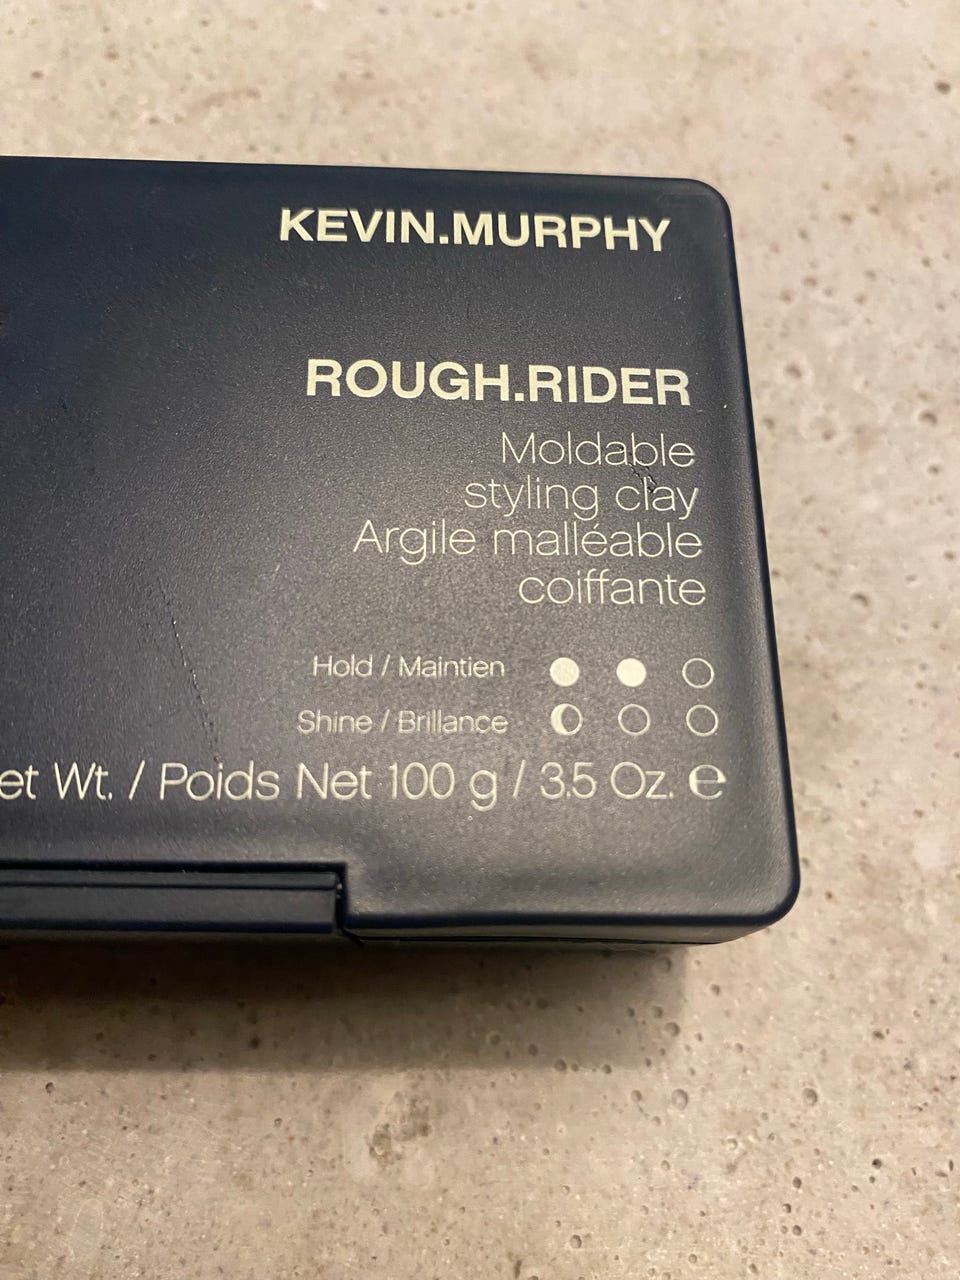 KEVIN.MURPHY
ROUGH.RIDER
Moldable
styling clay
Argile malléable
coiffante
Hold / Maintien
Shine / Brillance
et Wt. / Poids Net 100 g / 3.5 Oz. ℮